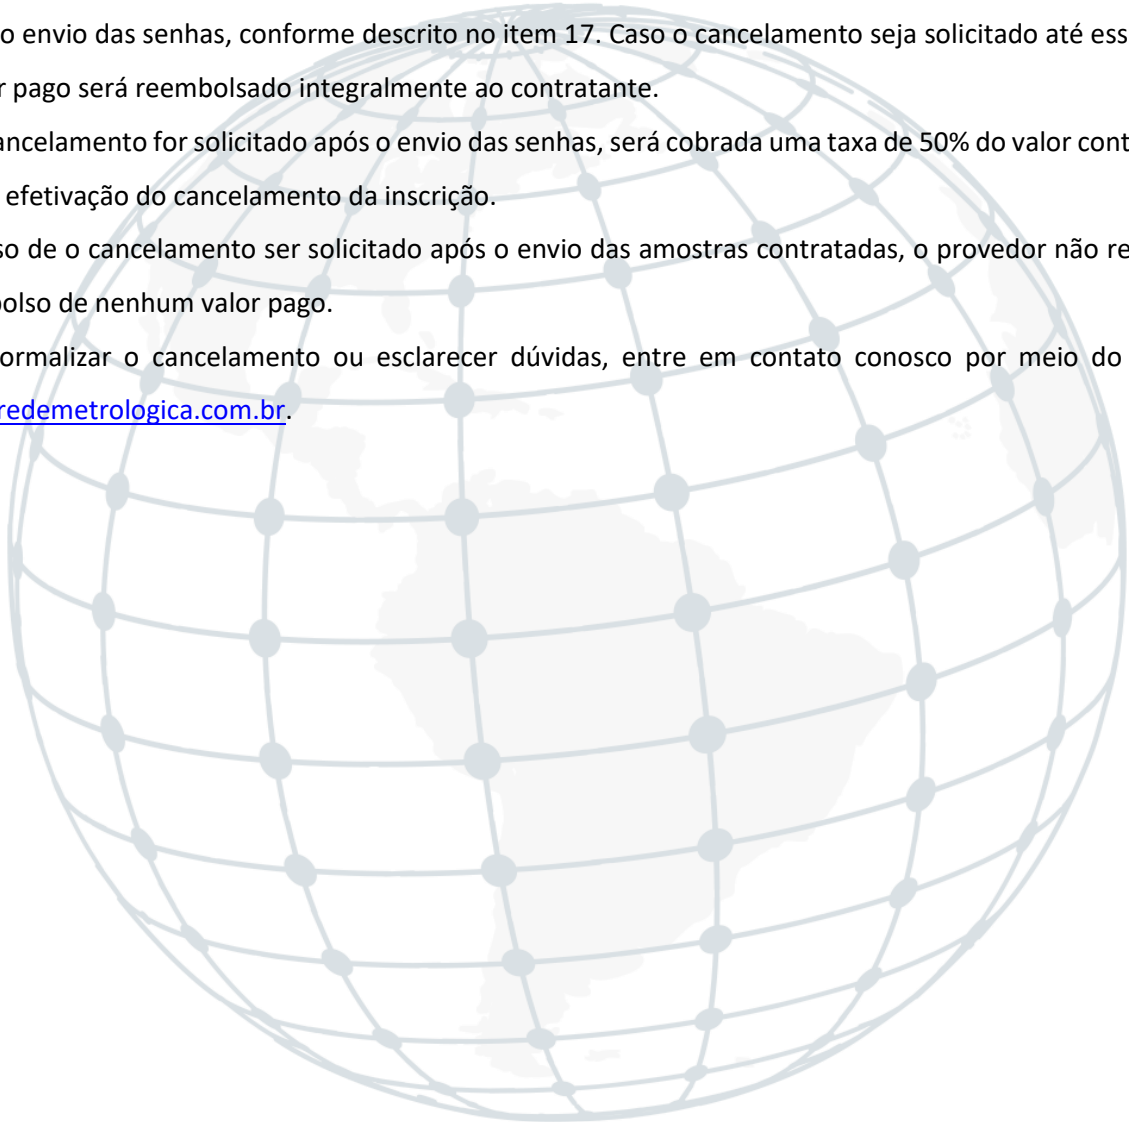 o envio das senhas, conforme descrito no item 17. Caso o cancelamento seja solicitado até ess
r pago será reembolsado integralmente ao contratante.
ancelamento for solicitado após o envio das senhas, será cobrada uma taxa de 50% do valor cont
efetivação do cancelamento da inscrição.
so de o cancelamento ser solicitado após o envio das amostras contratadas, o provedor não re
olso de nenhum valor pago.
ormalizar o cancelamento ou esclarecer dúvidas, entre em contato conosco por meio do
redemetrologica.com.br.